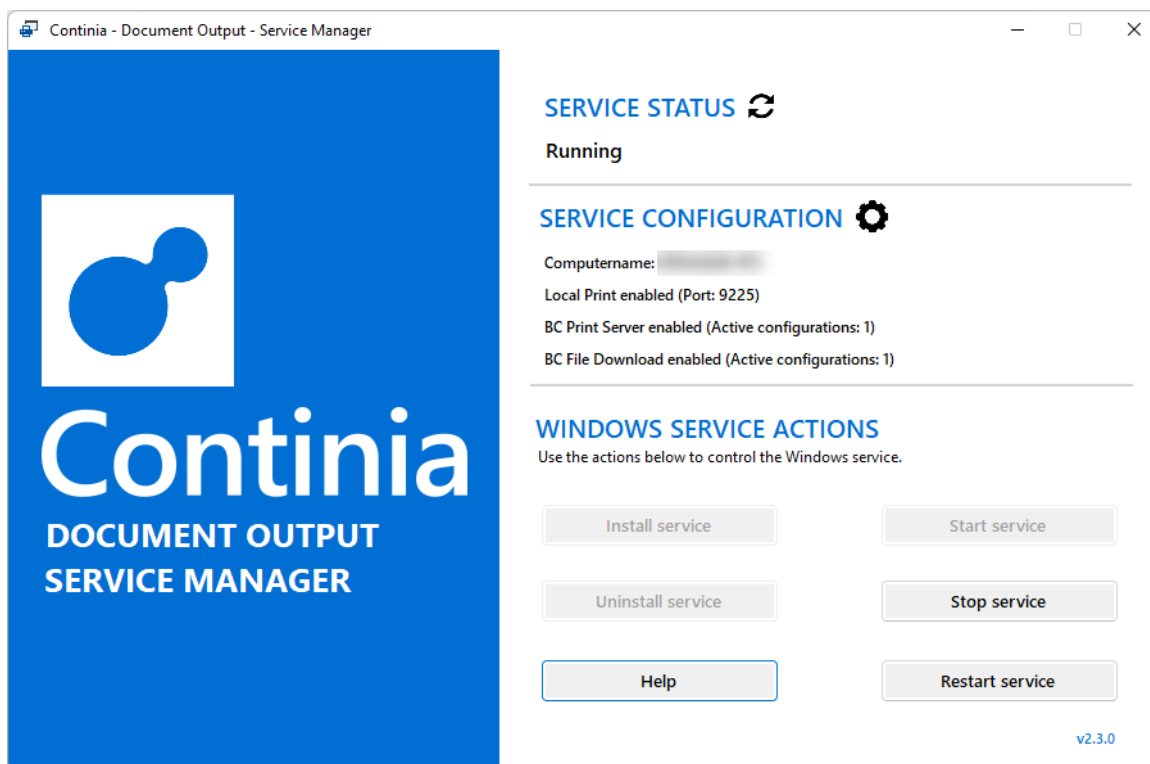 Continia - Document Output - Service Manager
Continia
DOCUMENT OUTPUT
SERVICE MANAGER
SERVICE STATUS
Running
SERVICE CONFIGURATION
Computername:
Local Print enabled (Port: 9225)
BC Print Server enabled (Active configurations: 1)
BC File Download enabled (Active configurations: 1)
WINDOWS SERVICE ACTIONS
Use the actions below to control the Windows service.
Install service
Start service
Uninstall service
Stop service
Help
Restart service
v2.3.0